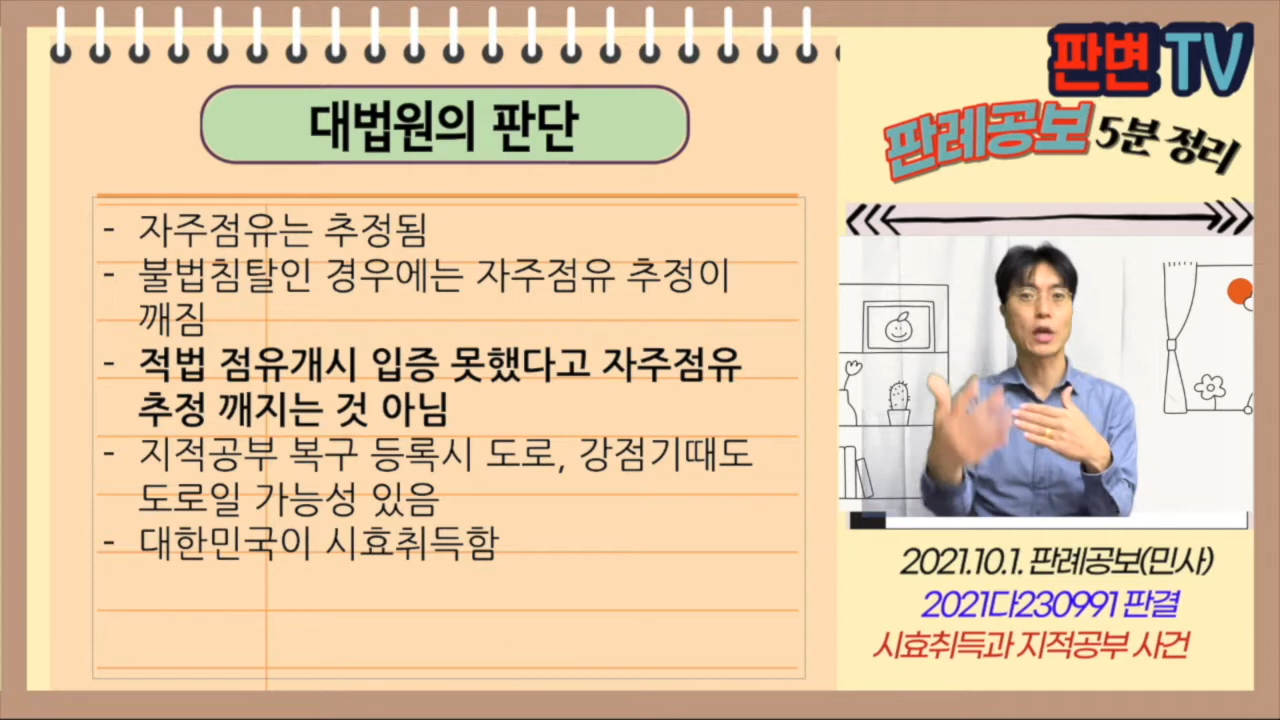 판변 TV
판례공보 5분 정리
대법원의 판단
- 자주점유는 추정됨
- 불법침탈인 경우에는 자주점유 추정이
깨짐
- 적법 점유개시 입증 못했다고 자주점유
추정 깨지는 것 아님
- 지적공부 복구 등록시 도로, 강점기때도
도로일 가능성 있음
- 대한민국이 시효취득함
2021.10.1. 판례공보(민사)
2021다230991 판결
시효취득과 지적공부 사건